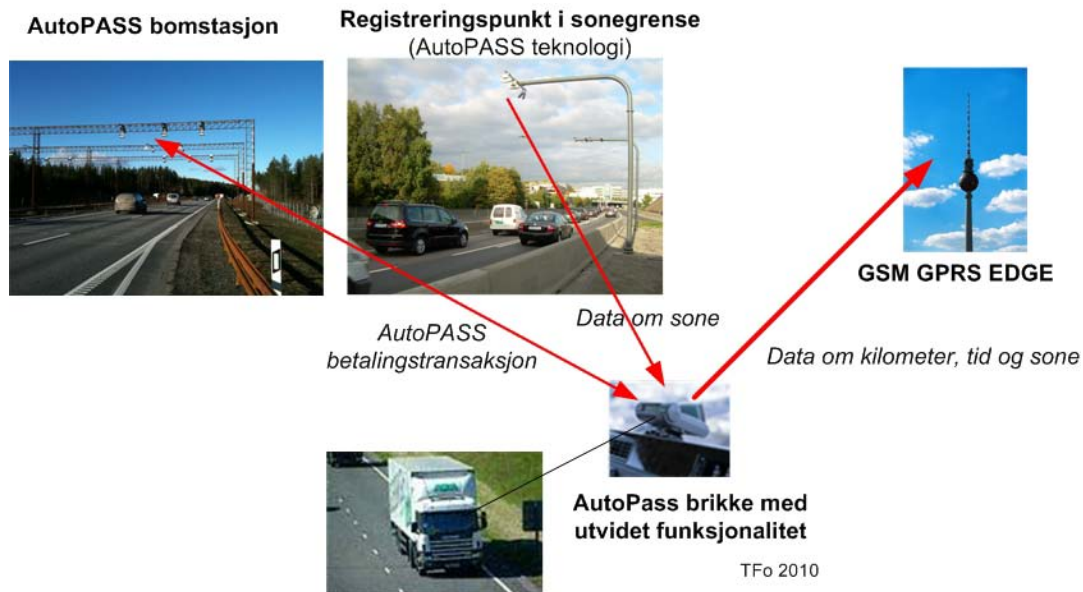 AutoPASS bomstasjon
Registreringspunkt i sonegrense
(AutoPASS teknologi)
GSM GPRS EDGE
AutoPASS
betalingstransaksjon
Data om sone
Data om kilometer, tid og sone
AutoPass brikke med
utvidet funksjonalitet
TFo 2010